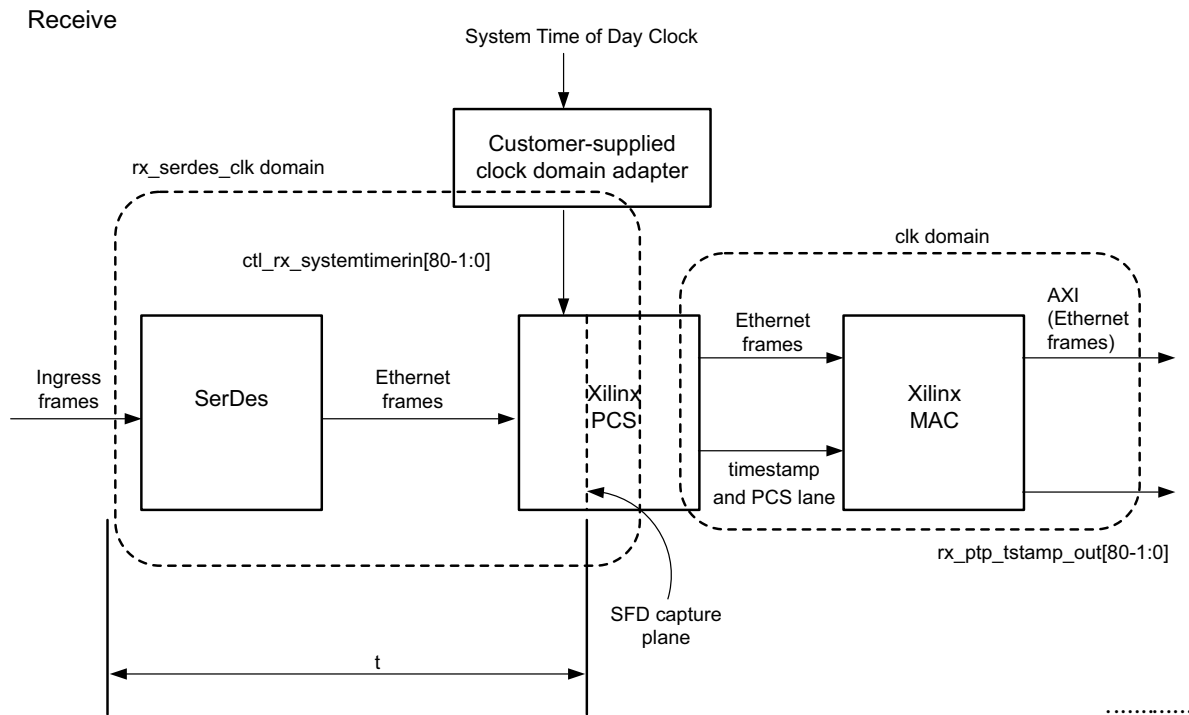 Receive
System Time of Day Clock
Customer-supplied
clock domain adapter
rx_serdes_clk domain
ctl_rx_systemtimerin[80-1:0]
clk domain
Ingress
frames
SerDes
Ethernet
frames
Xilinx
PCS
Ethernet
frames
timestamp
and PCS lane
Xilinx
MAC
AXI
(Ethernet
frames)
rx_ptp_tstamp_out[80-1:0]
SFD capture
plane
t